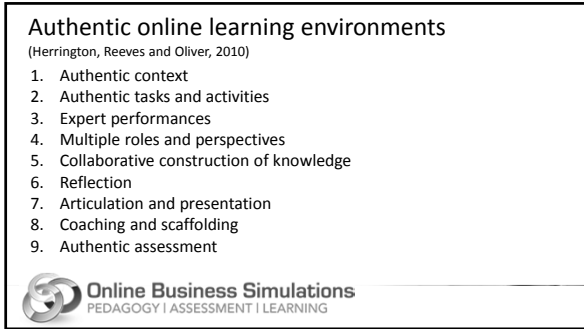 Authentic online learning environments
(Herrington, Reeves and Oliver, 2010)
1. Authentic context
2. Authentic tasks and activities
3. Expert performances
4. Multiple roles and perspectives
5. Collaborative construction of knowledge
6. Reflection
7. Articulation and presentation
8. Coaching and scaffolding
9. Authentic assessment
Online Business Simulations
PEDAGOGY | ASSESSMENT | LEARNING